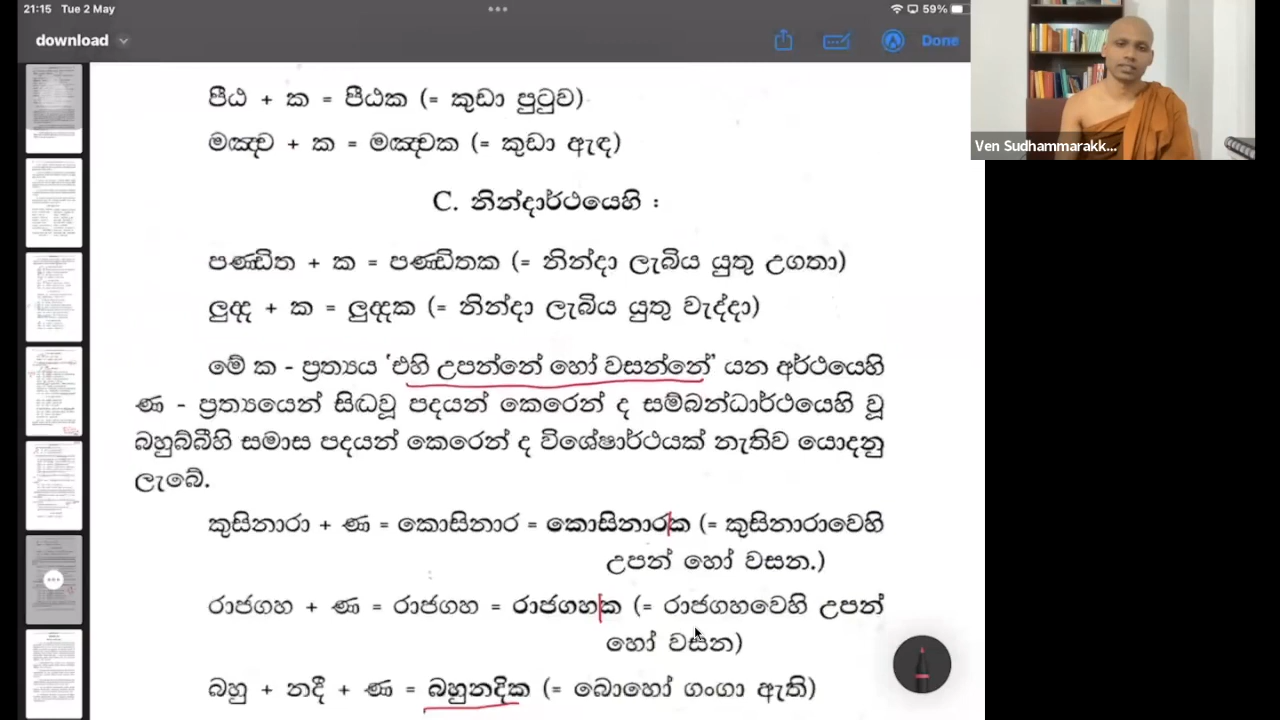 21:15 Tue 2 May
59%
download
Done
Ven Sudhammarakk...
පීඨ + ක = පීඨක (= කුඩා පුටුව)
මඤ්ච + ක = මඤ්චක (= කුඩා ඇඳ)
C. නින්දාර්ථයෙහි :
පණ්ඩිත + ක = පණ්ඩිතක (= නින්දා ලැබිය යුතු උගතා)
ලුද්ද + ක = ලුද්දක (= නින්දා ලැබිය යුතු වැද්දා)
මේ ක - ප්‍රත්‍යය ‘එහි උපන්නේ හෝ වසන්නේ’ යන අර්ථයෙහි
ණ - ප්‍රත්‍යයෙන් සිඬවූ පදයන් කෙරෙන් ද සම්බන්ධාර්ථයෙහි වූ
බහුබ්බීහි සමාස පදයන් කෙරෙන් ද විශේෂාර්ථයක් නැතිව යොදනු
ලැබේ.
කුසිනාරා + ණ = කොසිනාර = කොසිනාරක (= කුසිනාරාවෙහි
උපන් හෝ වසන.)
රාජගහ + ණ = රාජගහ = රාජගහක (= රාජගහවෙහි උපන්
හෝ වසන)
බහු + නදී + ණ = බහුනදික (= බොහෝ ගංගා ඇති)